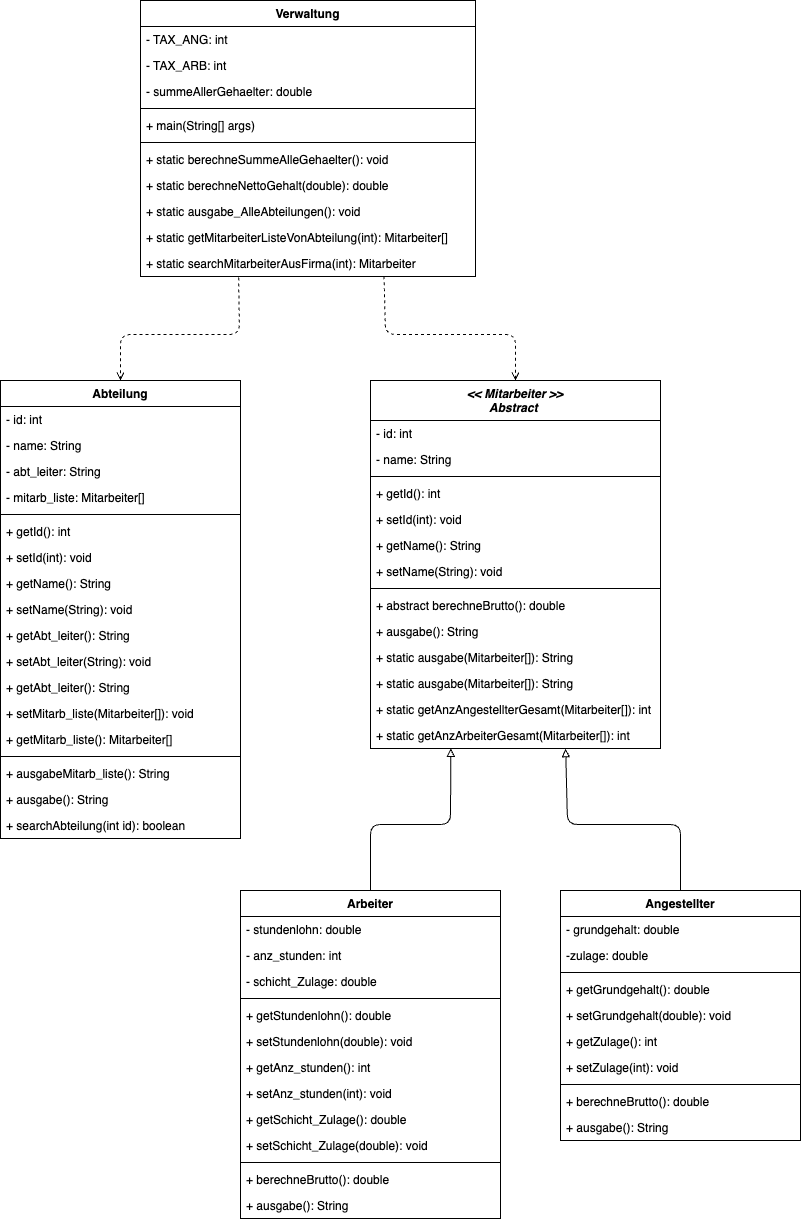 Verwaltung
- TAX_ANG: int
- TAX_ARB: int
- summeAllerGehaelter: double
+ main(String[] args)
+ static berechneSummeAlleGehaelter(): void
+ static berechneNettoGehalt(double): double
+ static ausgabe_AlleAbteilungen(): void
+ static getMitarbeiterListeVonAbteilung(int): Mitarbeiter[]
+ static searchMitarbeiterAusFirma(int): Mitarbeiter
Abteilung
- id: int
- name: String
- abt_leiter: String
- mitarb_liste: Mitarbeiter[]
+ getId(): int
+ setId(int): void
+ getName(): String
+ setName(String): void
+ getAbt_leiter(): String
+ setAbt_leiter(String): void
+ getAbt_leiter(): String
+ setMitarb_liste(Mitarbeiter[]): void
+ getMitarb_liste(): Mitarbeiter[]
+ ausgabeMitarb_liste(): String
+ ausgabe(): String
+ searchAbteilung(int id): boolean
<< Mitarbeiter >>
Abstract
- id: int
- name: String
+ getId(): int
+ setId(int): void
+ getName(): String
+ setName(String): void
+ abstract berechneBrutto(): double
+ ausgabe(): String
+ static ausgabe(Mitarbeiter[]): String
+ static ausgabe(Mitarbeiter[]): String
+ static getAnzAngestellterGesamt(Mitarbeiter[]): int
+ static getAnzArbeiterGesamt(Mitarbeiter[]): int
Arbeiter
- stundenlohn: double
- anz_stunden: int
- schicht_Zulage: double
+ getStundenlohn(): double
+ setStundenlohn(double): void
+ getAnz_stunden(): int
+ setAnz_stunden(int): void
+ getSchicht_Zulage(): double
+ setSchicht_Zulage(double): void
+ berechneBrutto(): double
+ ausgabe(): String
Angestellter
- grundgehalt: double
-zulage: double
+ getGrundgehalt(): double
+ setGrundgehalt(double): void
+ getZulage(): int
+ setZulage(int): void
+ berechneBrutto(): double
+ ausgabe(): String